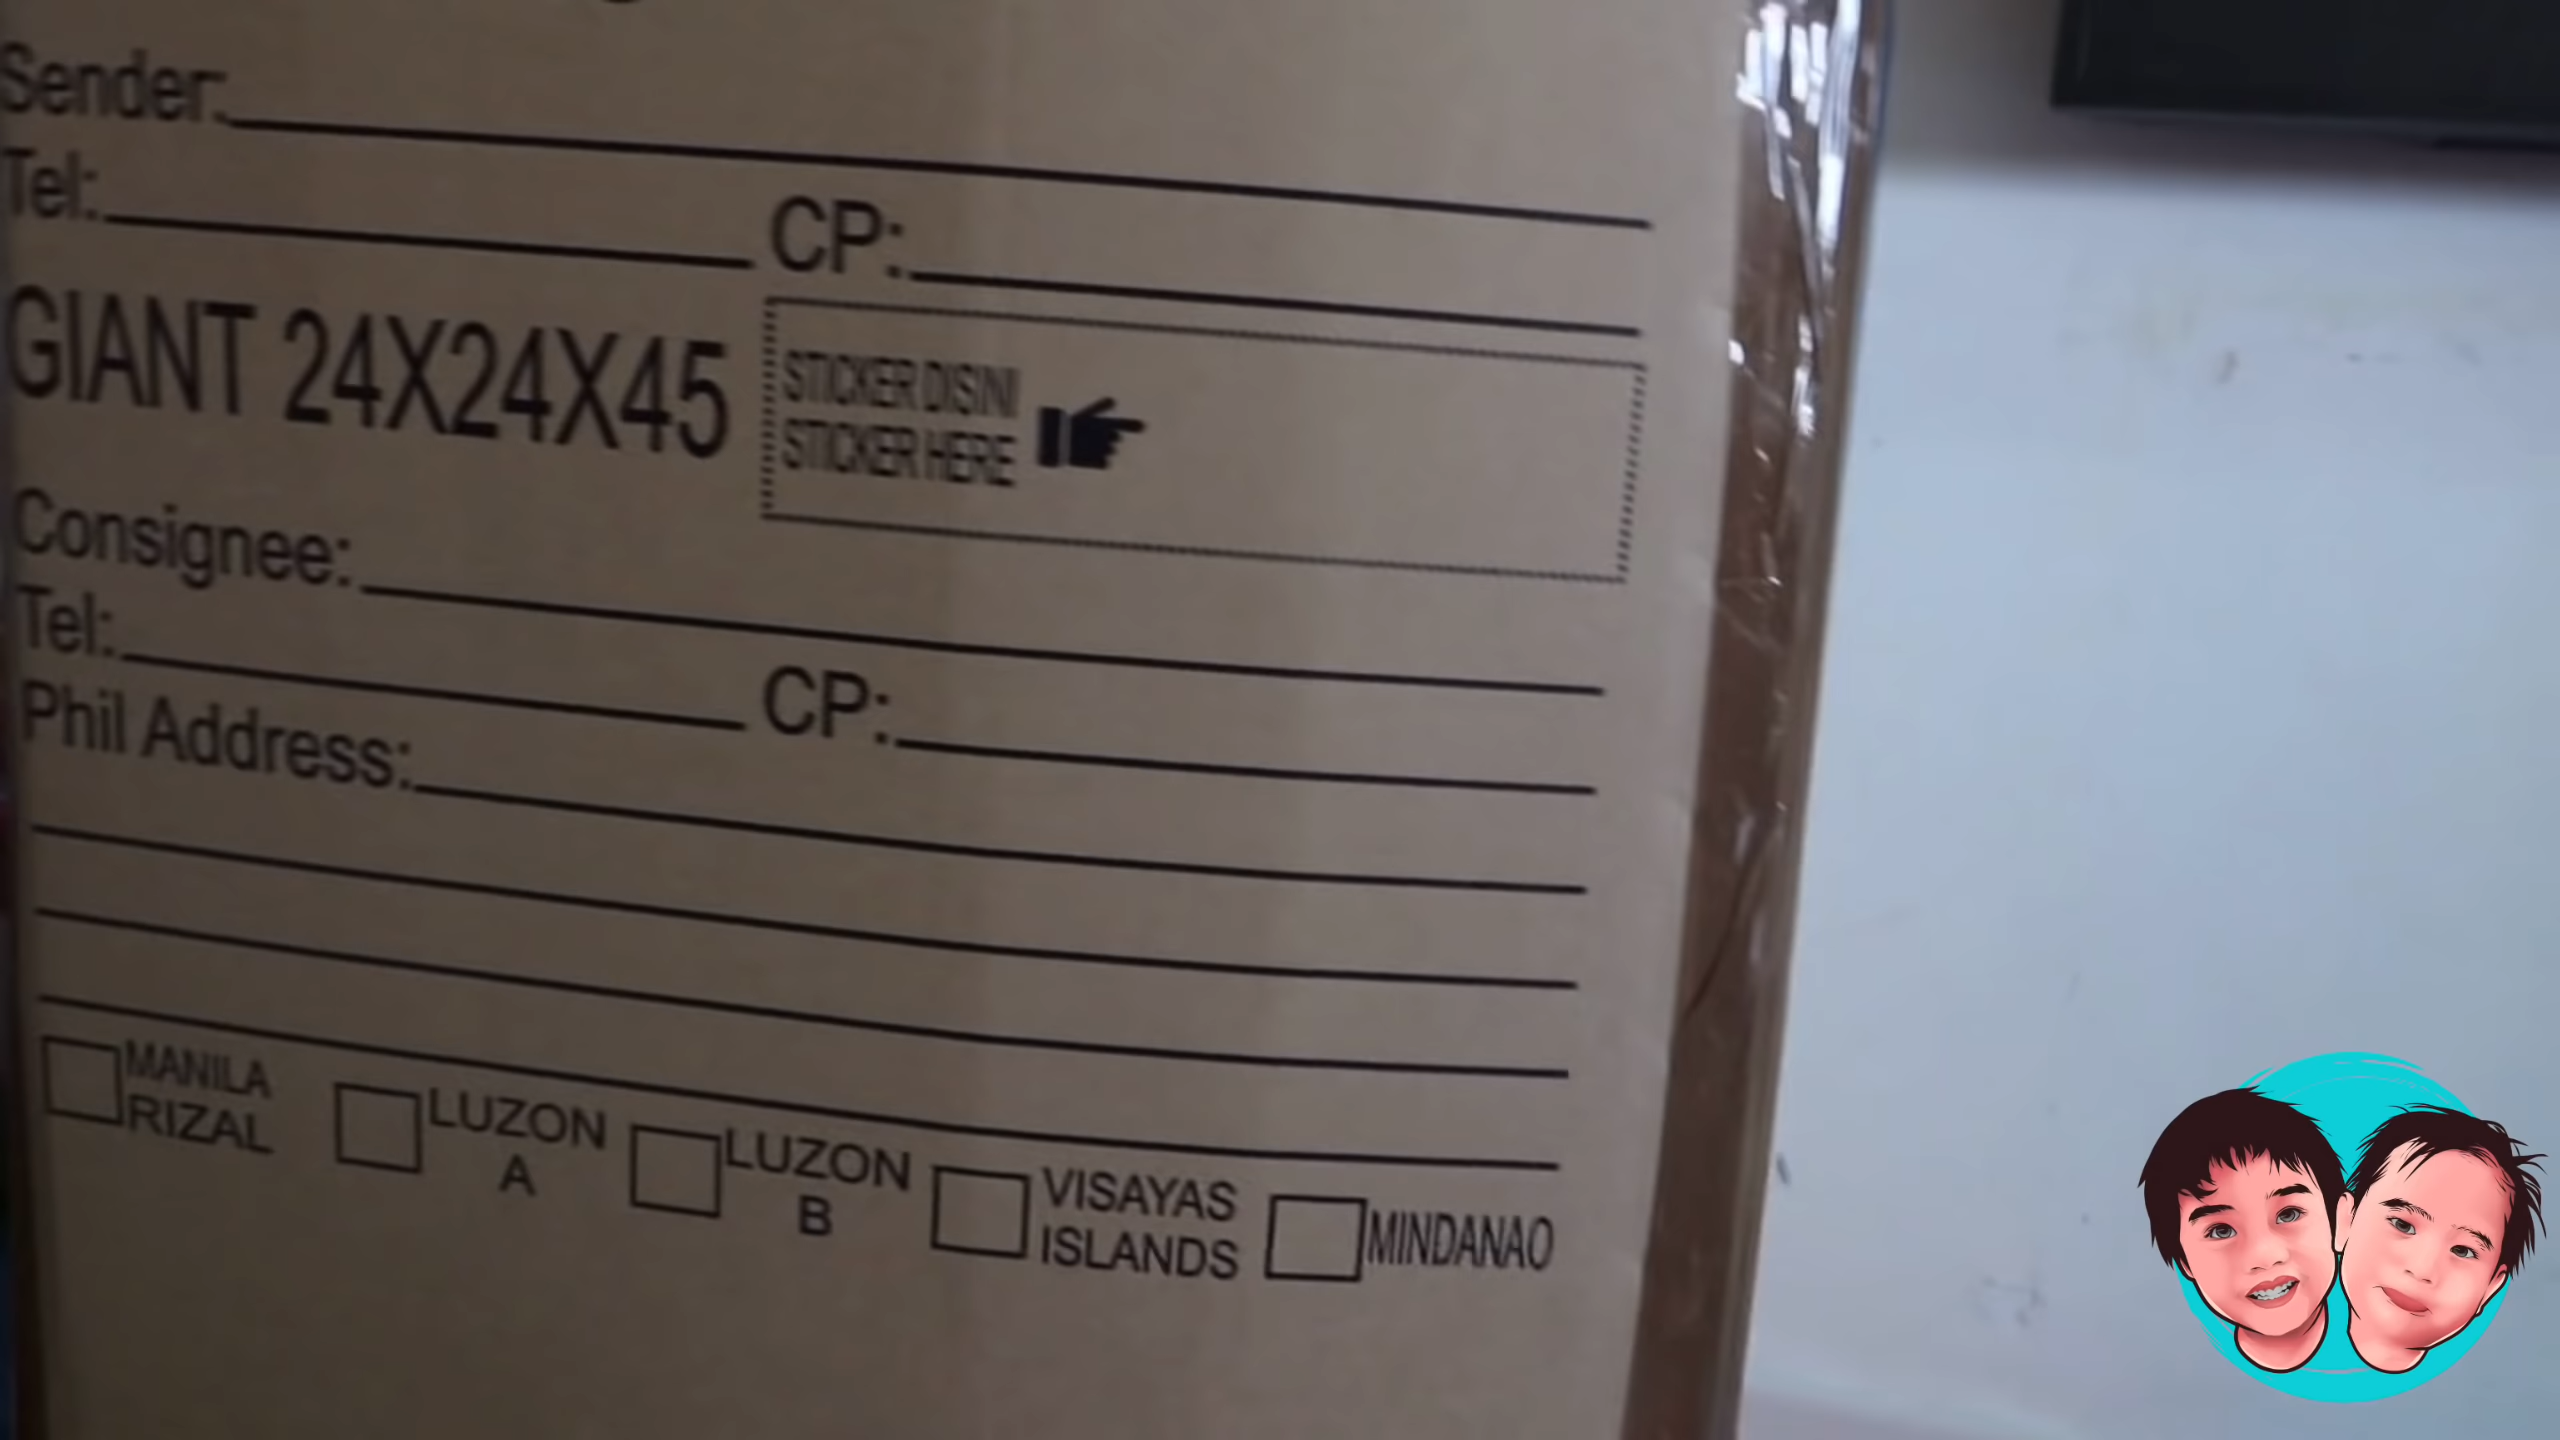 Sender:
Tel: CP:
GIANT 24X24X45
STICKER DISINI
STICKER HERE
Consignee:
Tel: CP:
Phil Address:
MANILA
RIZAL
LUZON
A
LUZON
B
VISAYAS
ISLANDS
MINDANAO